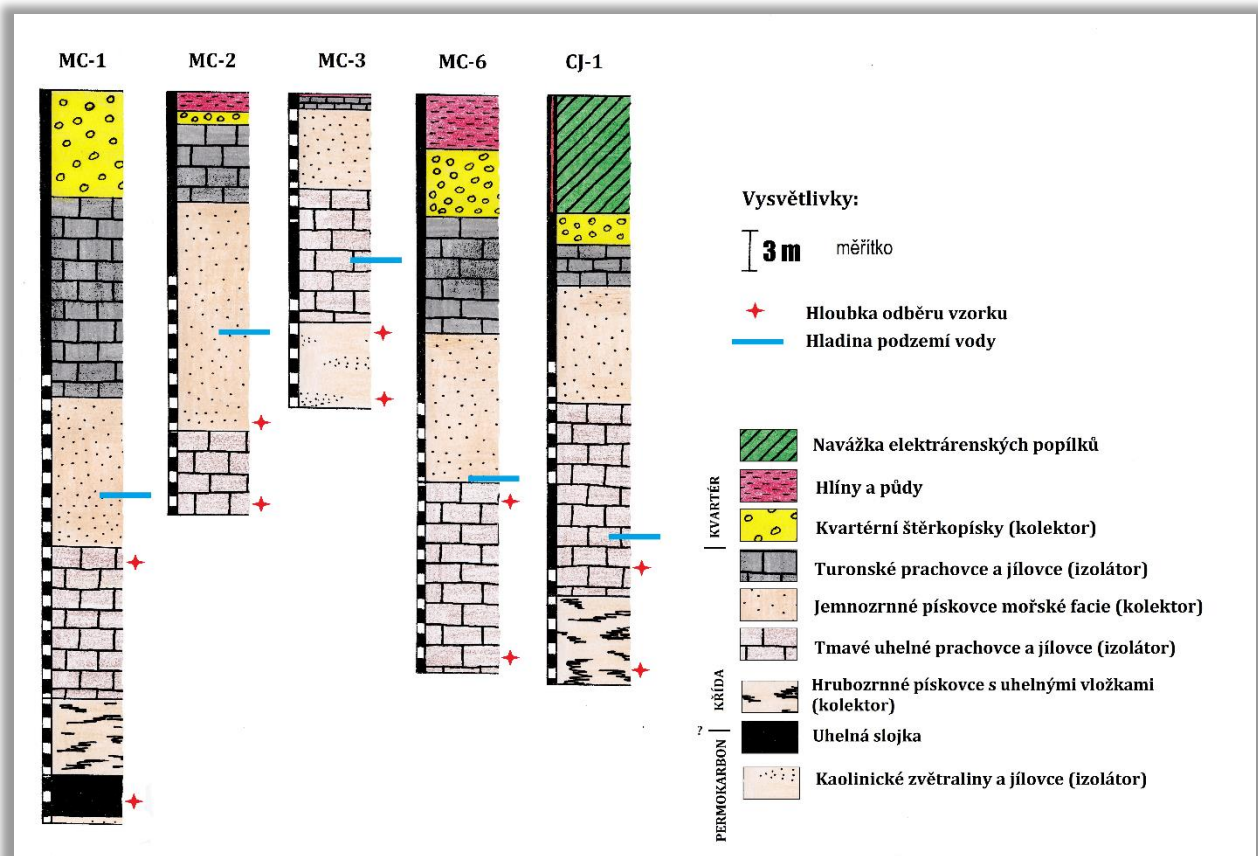 MC-1 MC-2 MC-3 MC-6 CJ-1
Vysvětlivky:
3 m měřítko
Hloubka odběru vzorku
Hladina podzemí vody
Navážka elektrárenských popílků
Hlíny a půdy
Kvartérní štěrkopísky (kolektor)
Turonské prachovce a jílovce (izolátor)
Jemnozrnné pískovce mořské facie (kolektor)
Tmavé uhelné prachovce a jílovce (izolátor)
Hrubozrnné pískovce s uhelnými vložkami
(kolektor)
Uhelná slojka
Kaolinické zvětraliny a jílovce (izolátor)
KVARTÉR
KŘÍDA
?
PERMOKARBON